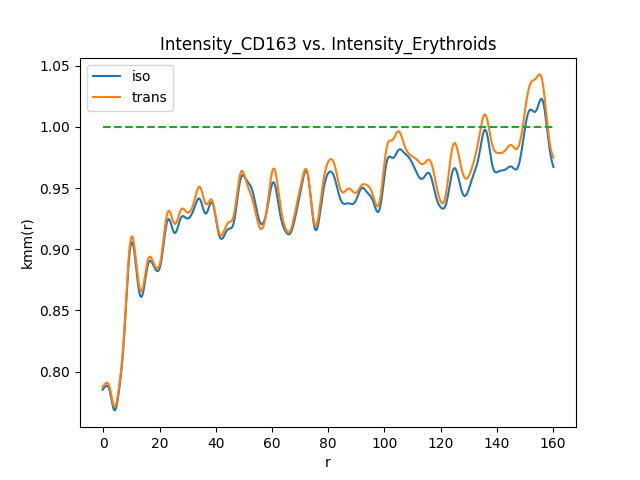 Intensity_CD163 vs. Intensity_Erythroids
iso
trans
kmm(r)
1.05
1.00
0.95
0.90
0.85
0.80
0 20 40 60 80 100 120 140 160
r